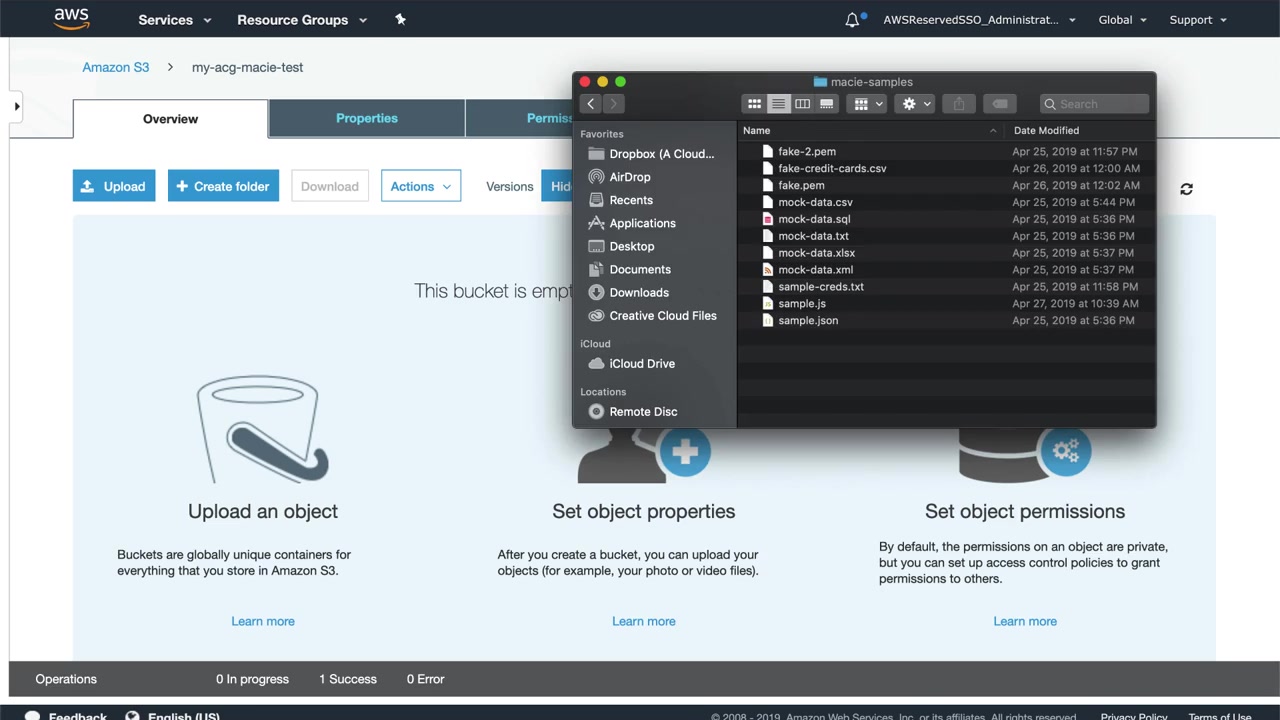 aws
Services
Resource Groups
AWSReservedSSO_Administrat...
Global
Support
Amazon S3
my-acg-macie-test
Overview
Properties
Permiss
Upload
Create folder
Download
Actions
Versions
Hid
This bucket is empt
macie-samples
Search
Favorites
Dropbox (A Cloud...
AirDrop
Recents
Applications
Desktop
Documents
Downloads
Creative Cloud Files
iCloud
iCloud Drive
Locations
Remote Disc
Name Date Modified
fake-2.pem Apr 25, 2019 at 11:57 PM
fake-credit-cards.csv Apr 26, 2019 at 12:00 AM
fake.pem Apr 26, 2019 at 12:02 AM
mock-data.csv Apr 25, 2019 at 5:44 PM
mock-data.sql Apr 25, 2019 at 5:36 PM
mock-data.txt Apr 25, 2019 at 5:36 PM
mock-data.xlsx Apr 25, 2019 at 5:37 PM
mock-data.xml Apr 25, 2019 at 5:37 PM
sample-creds.txt Apr 25, 2019 at 11:58 PM
sample.js Apr 27, 2019 at 10:39 AM
sample.json Apr 25, 2019 at 5:36 PM
Upload an object
Buckets are globally unique containers for
everything that you store in Amazon S3.
Learn more
Set object properties
After you create a bucket, you can upload your
objects (for example, your photo or video files).
Learn more
Set object permissions
By default, the permissions on an object are private,
but you can set up access control policies to grant
permissions to others.
Learn more
Operations 0 In progress 1 Success 0 Error
Feedback English (US) © 2008 - 2019, Amazon Web Services, Inc. or its affiliates. All rights reserved. Privacy Policy Terms of Use